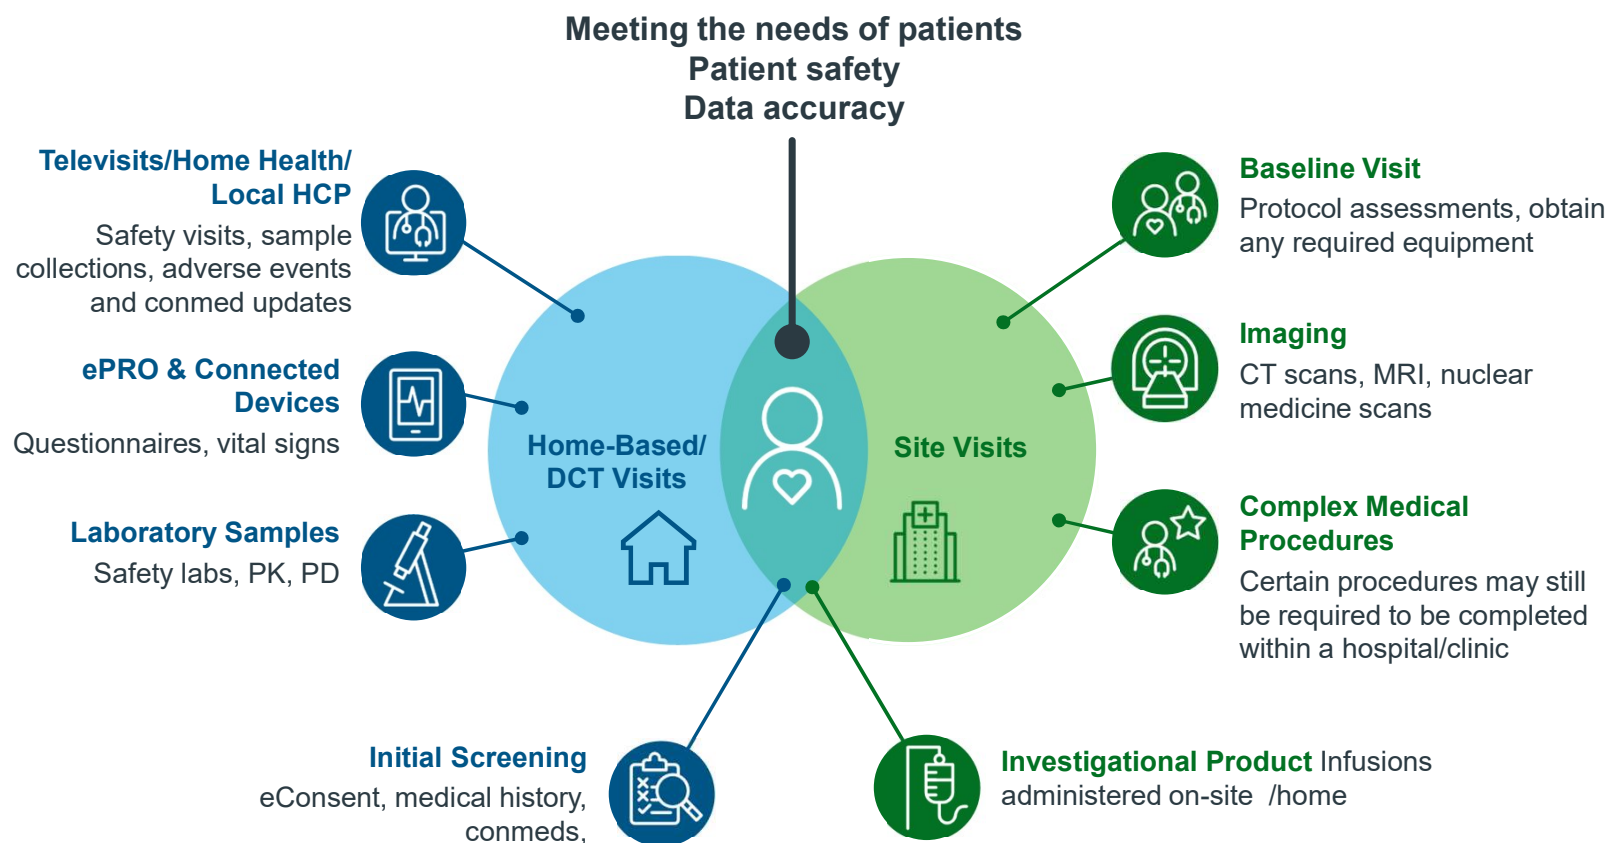 Meeting the needs of patients
Patient safety
Data accuracy
Televisits/Home Health/
Local HCP
Safety visits, sample
collections, adverse events
and conmed updates
ePRO & Connected
Devices
Questionnaires, vital signs
Laboratory Samples
Safety labs, PK, PD
Initial Screening
eConsent, medical history,
conmeds,
Home-Based/
DCT Visits
Site Visits
Baseline Visit
Protocol assessments, obtain
any required equipment
Imaging
CT scans, MRI, nuclear
medicine scans
Complex Medical
Procedures
Certain procedures may still
be required to be completed
within a hospital/clinic
Investigational Product Infusions
administered on-site /home